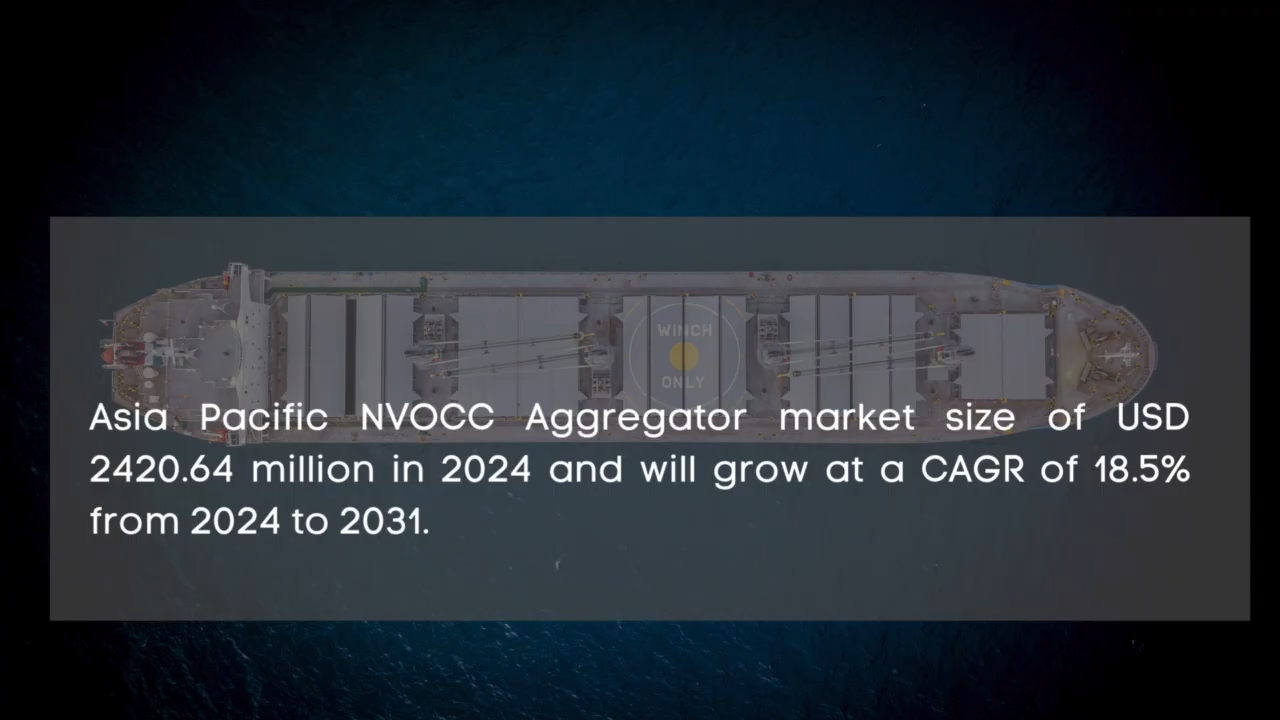 WINCH
ONLY
Asia Pacific NVOCC Aggregator market size of USD
2420.64 million in 2024 and will grow at a CAGR of 18.5%
from 2024 to 2031.